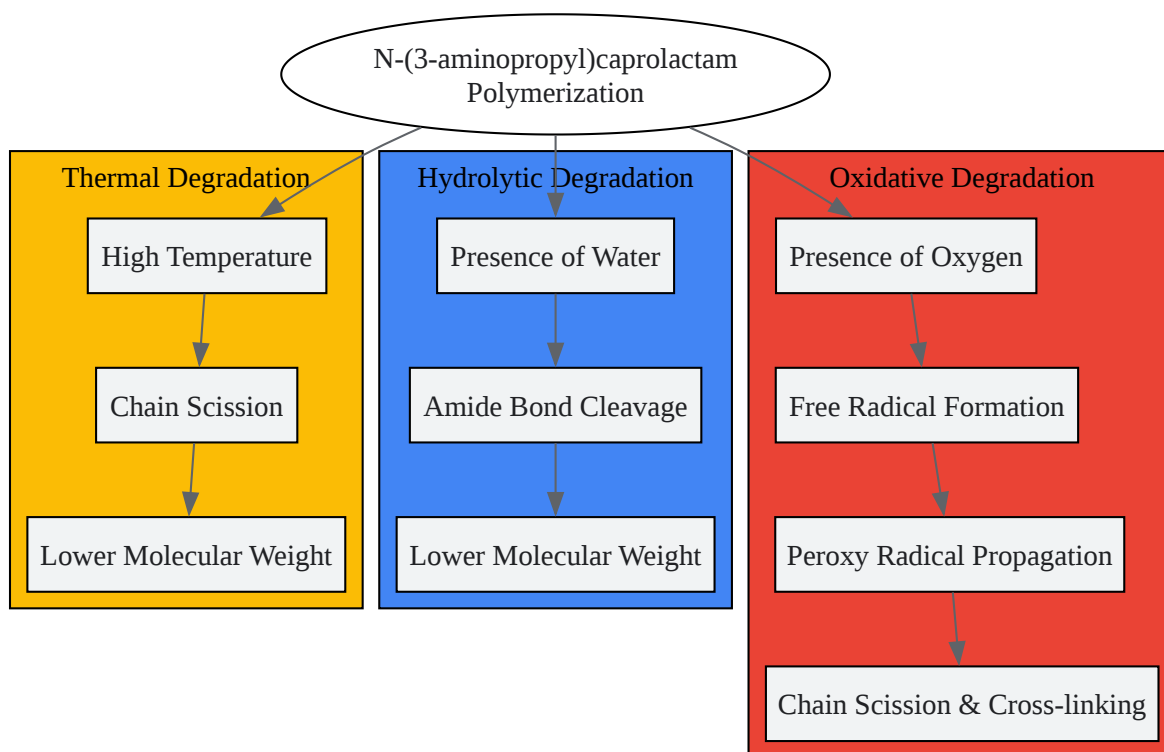 N-(3-aminopropyl)caprolactam
Polymerization
Thermal Degradation
High Temperature
Chain Scission
Lower Molecular Weight
Hydrolytic Degradation
Presence of Water
Amide Bond Cleavage
Lower Molecular Weight
Oxidative Degradation
Presence of Oxygen
Free Radical Formation
Peroxy Radical Propagation
Chain Scission & Cross-linking